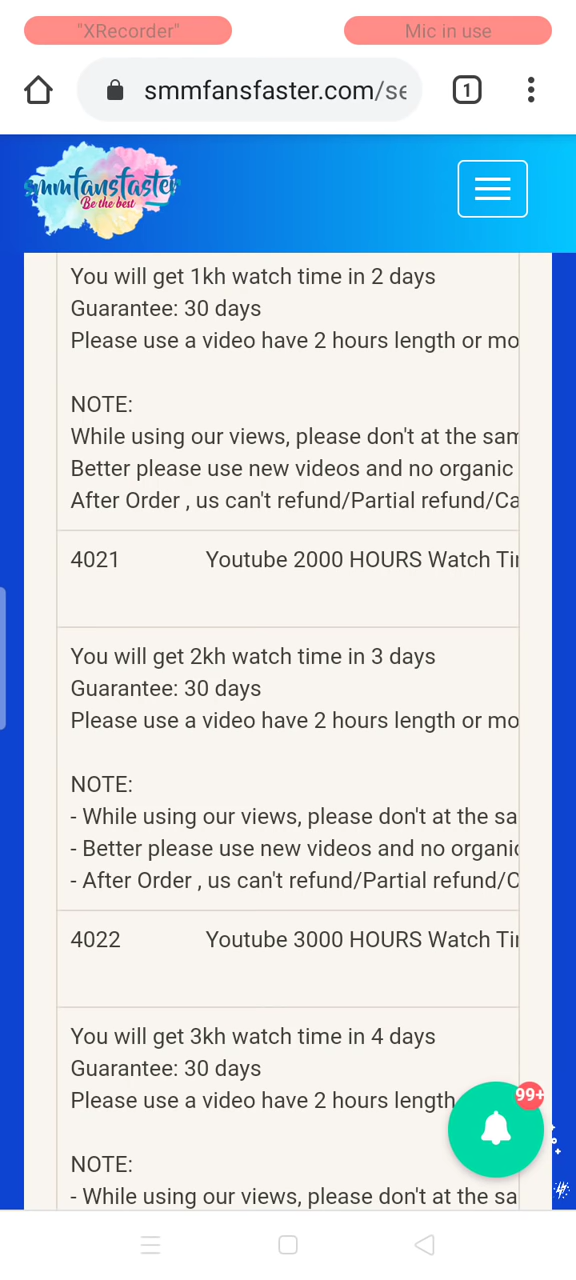 "XRecorder"
Mic in use
smmfansfaster.com/se
1
smmfansfaster
Be the best
You will get 1kh watch time in 2 days
Guarantee: 30 days
Please use a video have 2 hours length or mo
NOTE:
While using our views, please don't at the sam
Better please use new videos and no organic
After Order , us can't refund/Partial refund/Ca
4021 Youtube 2000 HOURS Watch Ti
You will get 2kh watch time in 3 days
Guarantee: 30 days
Please use a video have 2 hours length or mo
NOTE:
- While using our views, please don't at the sa
- Better please use new videos and no organic
- After Order , us can't refund/Partial refund/C
4022 Youtube 3000 HOURS Watch Ti
You will get 3kh watch time in 4 days
Guarantee: 30 days
Please use a video have 2 hours length
99+
NOTE:
- While using our views, please don't at the sa